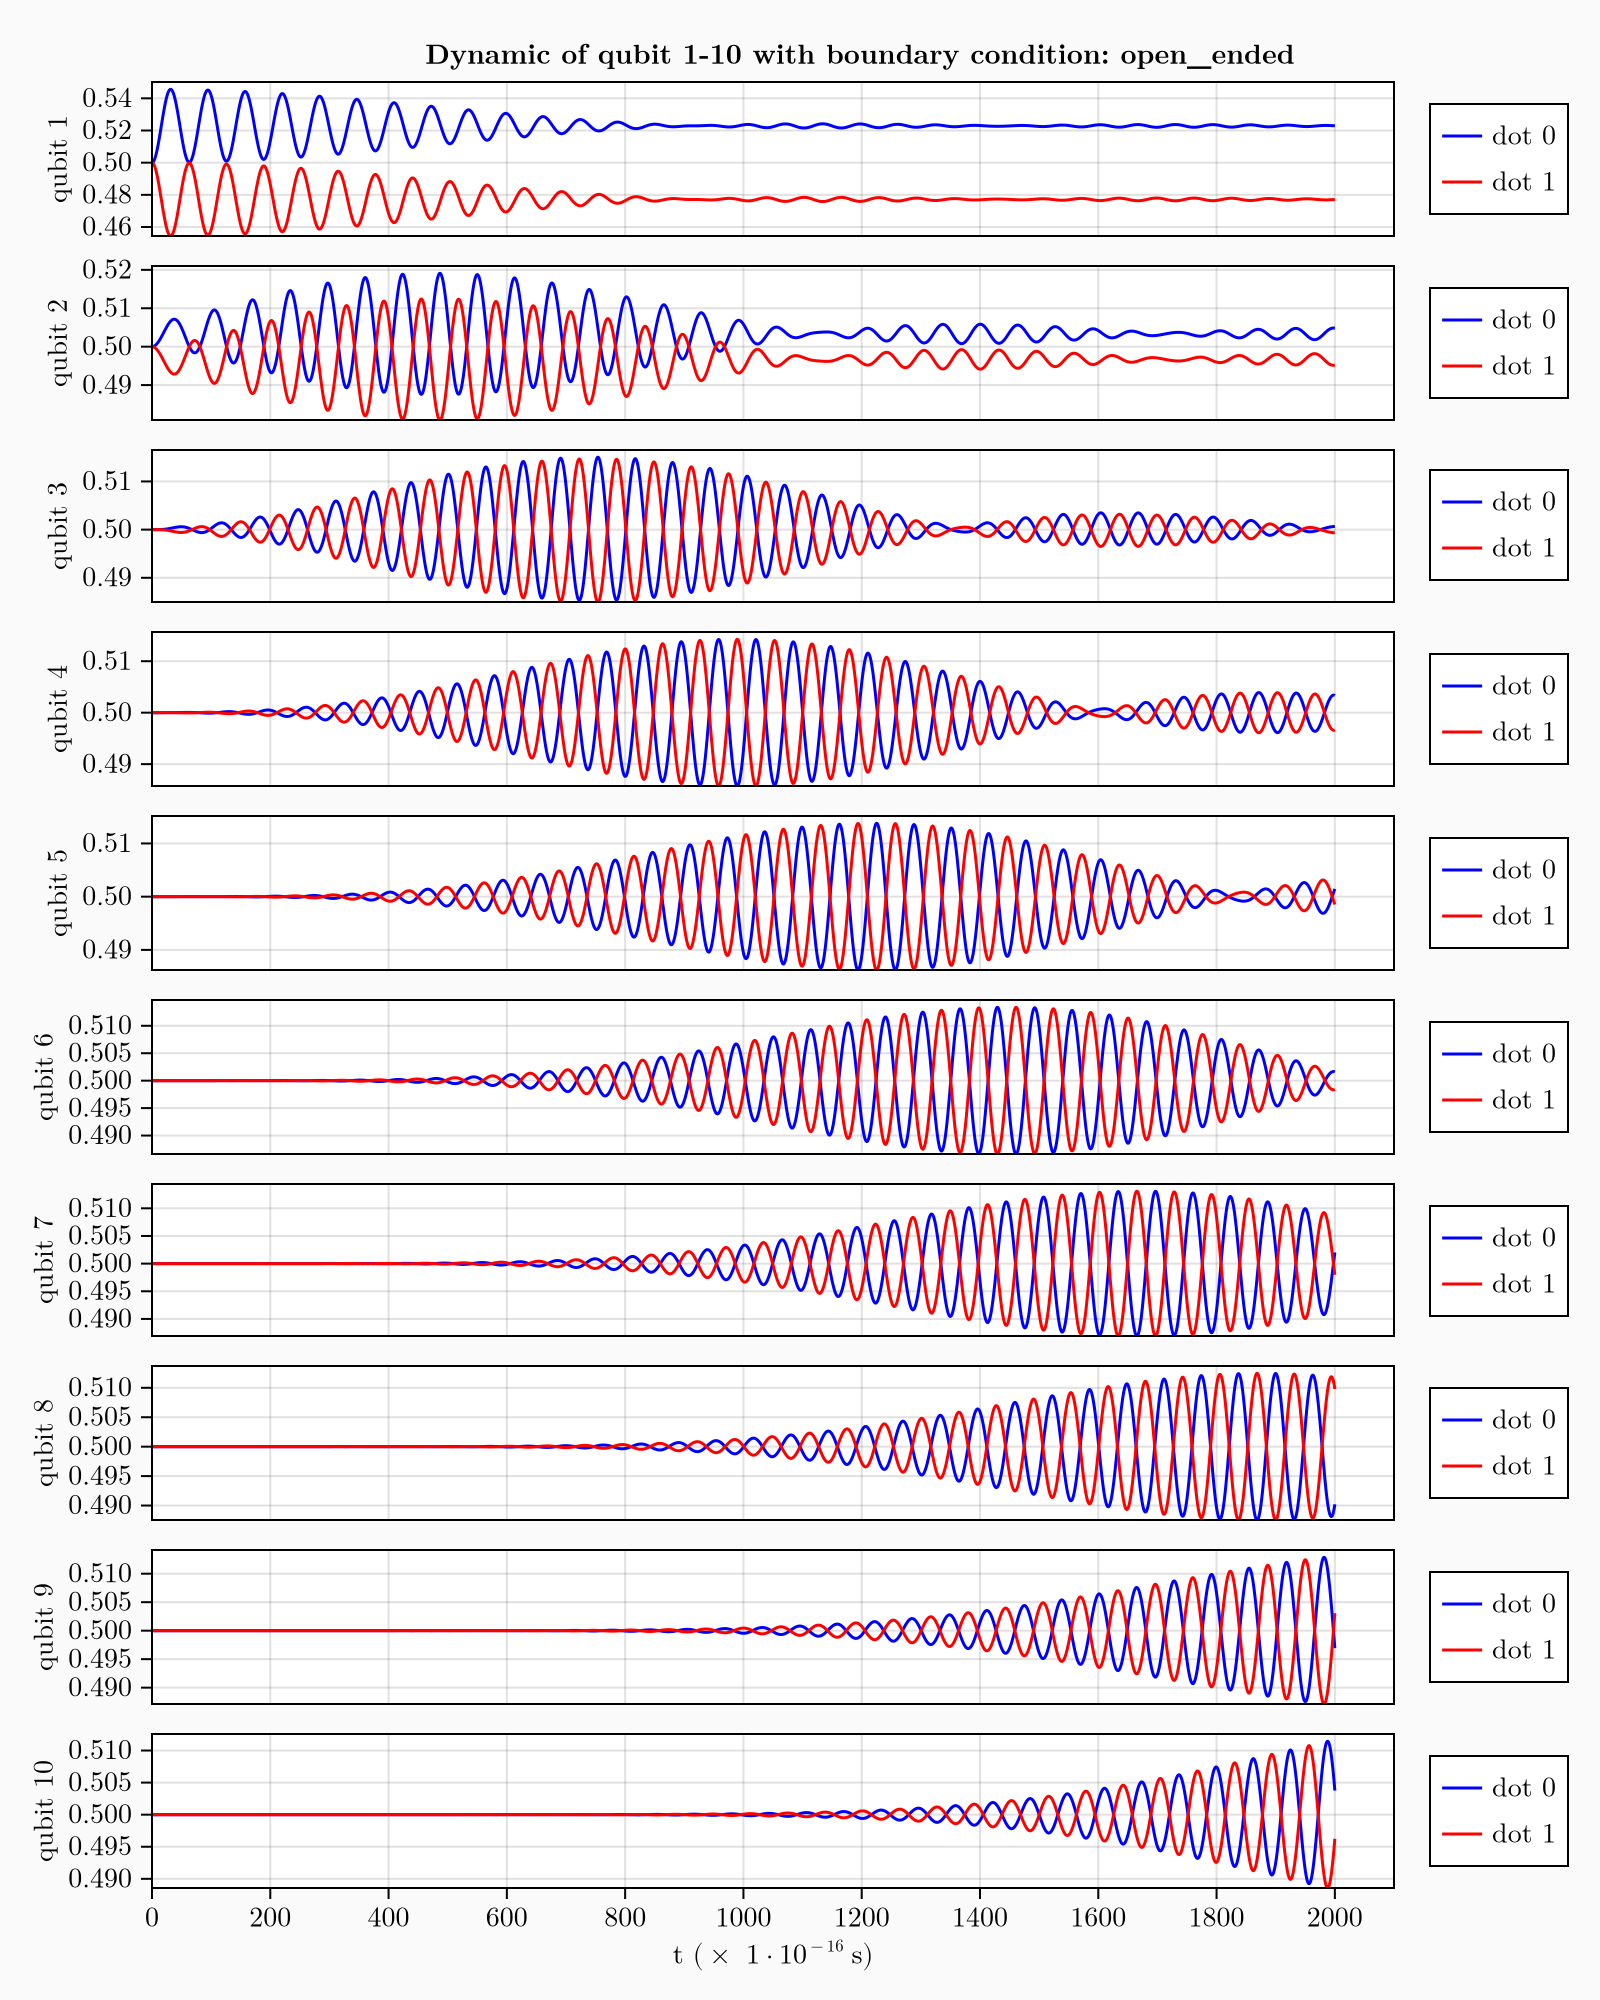 Dynamic of qubit 1-10 with boundary condition: open_ended
qubit 1
0.54
0.52
0.50
0.48
0.46
dot 0
dot 1
qubit 2
0.52
0.51
0.50
0.49
dot 0
dot 1
qubit 3
0.51
0.50
0.49
dot 0
dot 1
qubit 4
0.51
0.50
0.49
dot 0
dot 1
qubit 5
0.51
0.50
0.49
dot 0
dot 1
qubit 6
0.510
0.505
0.500
0.495
0.490
dot 0
dot 1
qubit 7
0.510
0.505
0.500
0.495
0.490
dot 0
dot 1
qubit 8
0.510
0.505
0.500
0.495
0.490
dot 0
dot 1
qubit 9
0.510
0.505
0.500
0.495
0.490
dot 0
dot 1
qubit 10
0.510
0.505
0.500
0.495
0.490
dot 0
dot 1
0 200 400 600 800 1000 1200 1400 1600 1800 2000
t ( × 1 · 10⁻¹⁶ s)